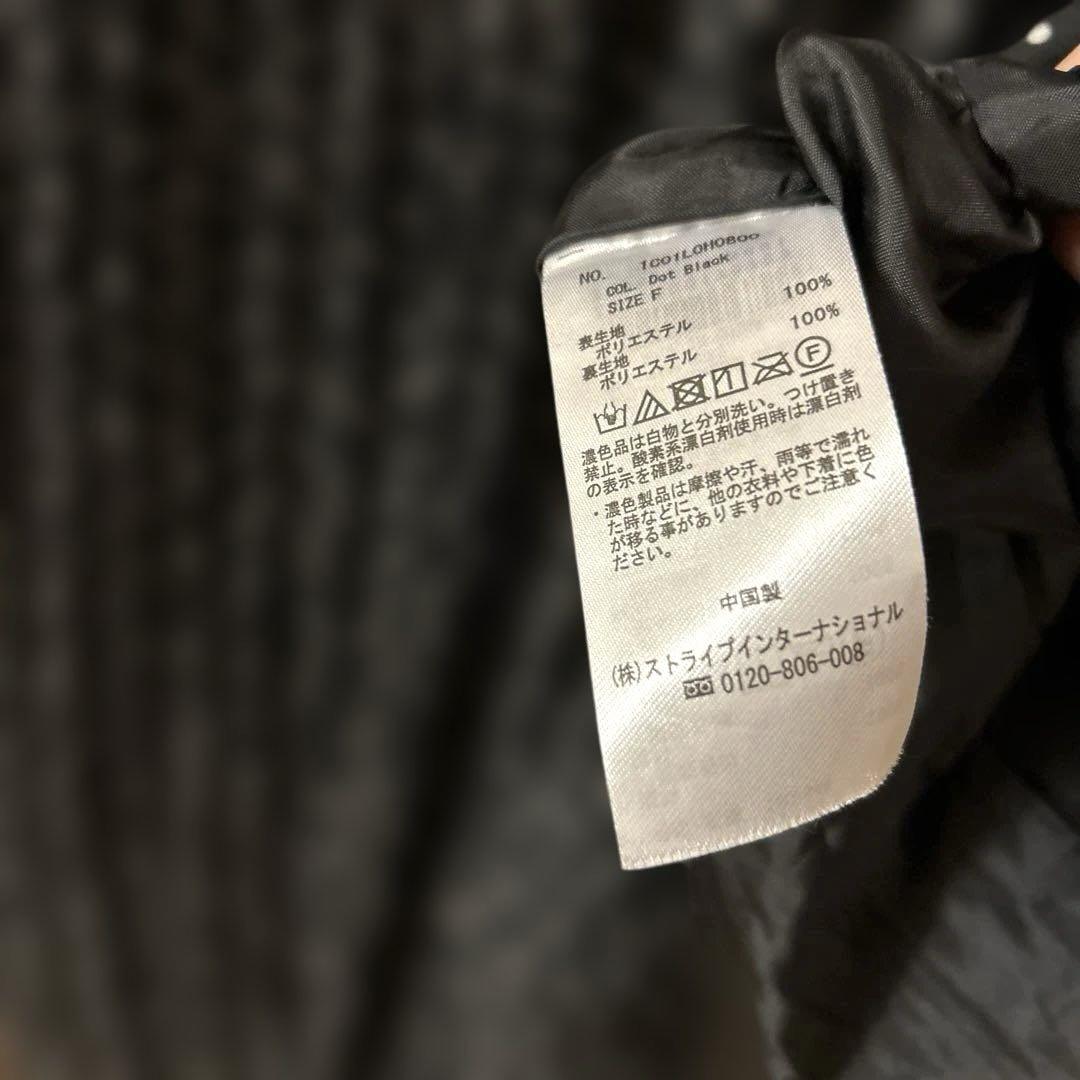 NO. 1C01L0H0B00
COL. Dot Black
SIZE F
表生地
ポリエステル 100%
裏生地
ポリエステル 100%
F
濃色品は白物と分別洗い。つけ置き
禁止。酸素系漂白剤使用時は漂白剤
の表示を確認。
・濃色製品は摩擦や汗、雨等で濡れ
た時などに、他の衣料や下着に色
が移る事がありますのでご注意く
ださい。
中国製
(株)ストライプインターナショナル
0120-806-008